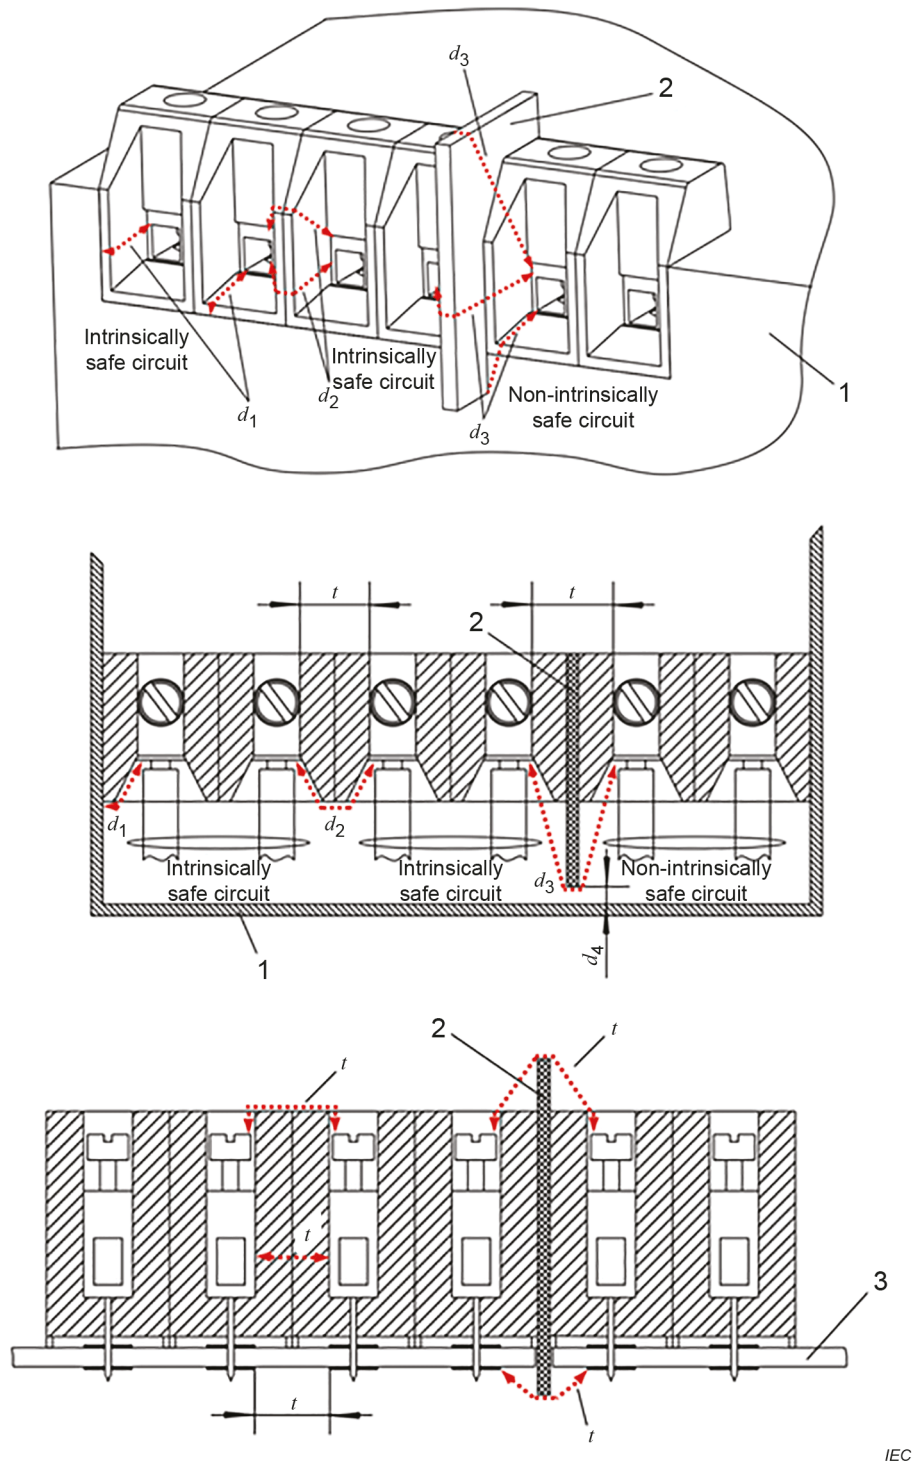 d3
2
Intrinsically
safe circuit
Intrinsically
safe circuit
d1
d2
d3
Non-intrinsically
safe circuit
1
t
t
2
d1
d2
d3
Intrinsically
safe circuit
Intrinsically
safe circuit
Non-intrinsically
safe circuit
d4
1
2
t
t
t
3
t
t
IEC